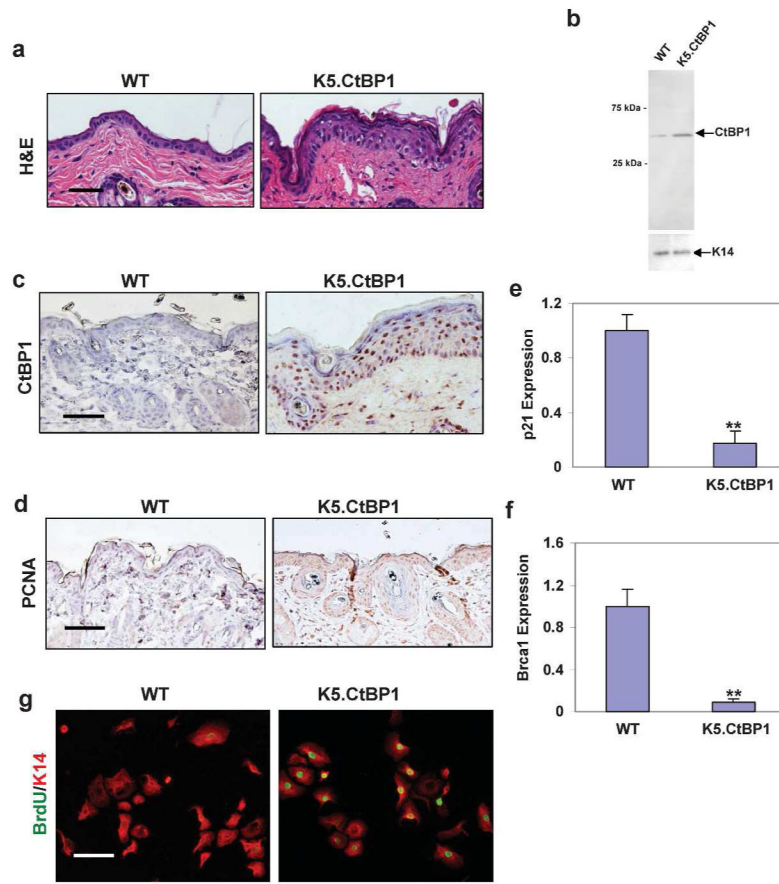 a
WT K5.CtBP1
H&E
b
WT K5.CtBP1
75 kDa -
CtBP1
25 kDa -
K14
c
WT K5.CtBP1
CtBP1
d
WT K5.CtBP1
PCNA
e
p21 Expression
1.2
0.8
0.4
0
**
WT K5.CtBP1
f
Brca1 Expression
1.6
1.2
0.8
0.4
0
**
WT K5.CtBP1
g
WT K5.CtBP1
BrdU/K14